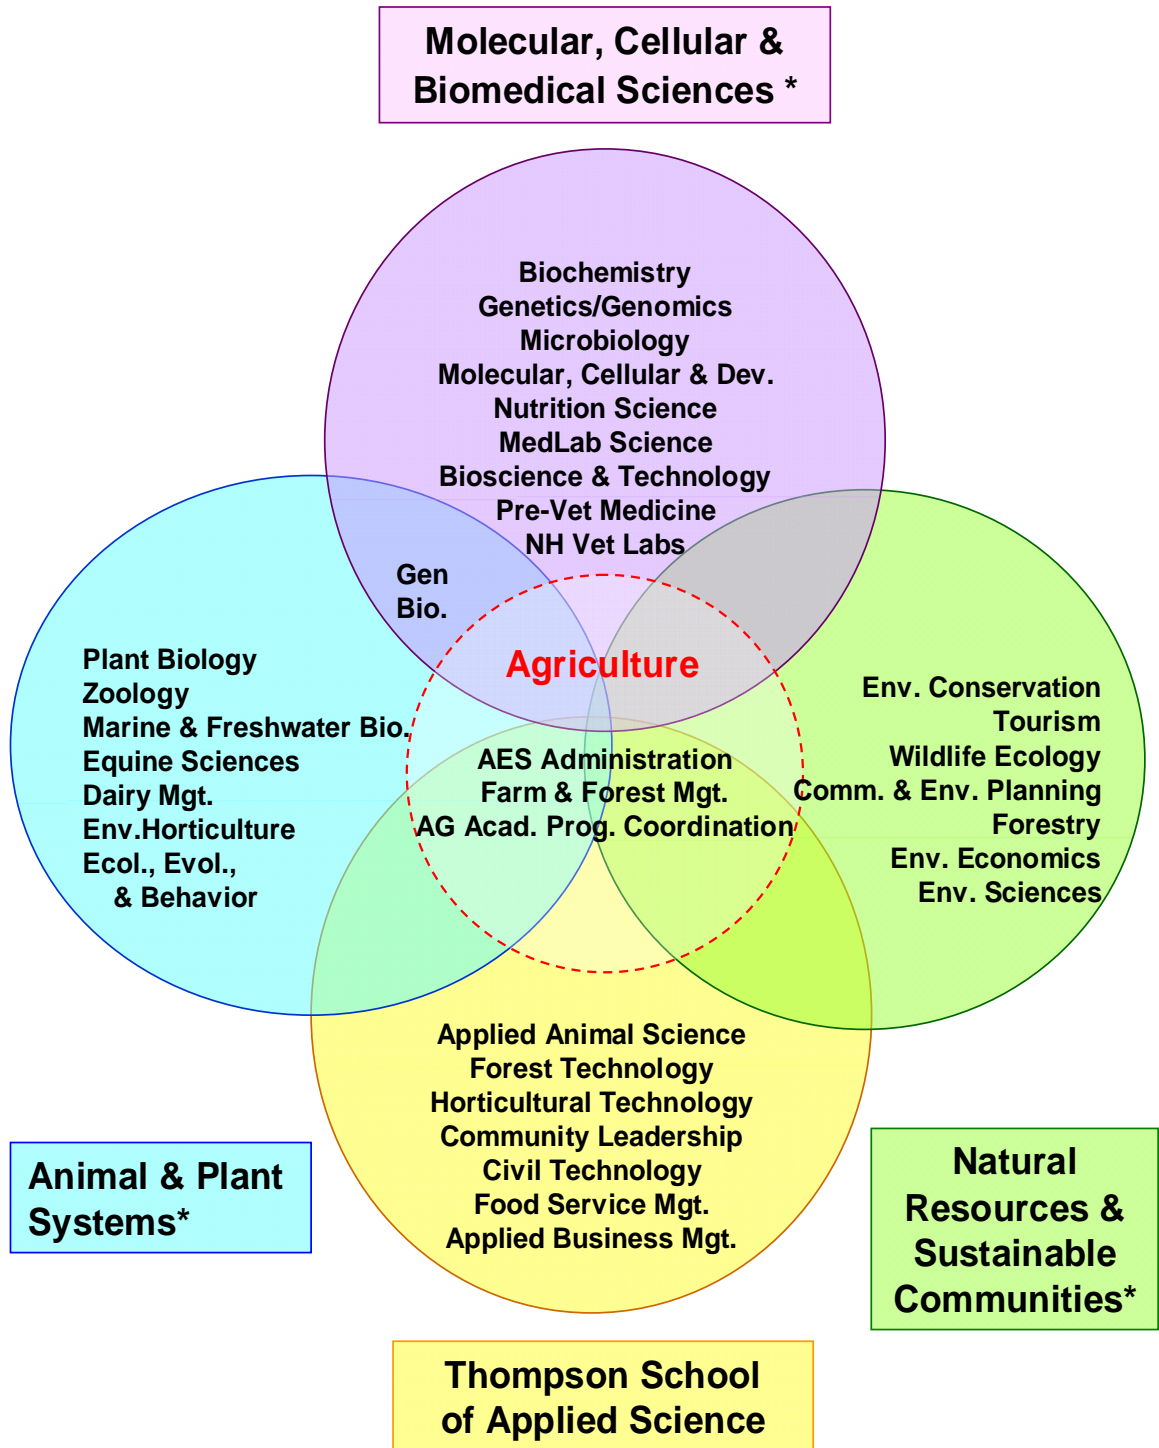 Molecular, Cellular &
Biomedical Sciences *
Biochemistry
Genetics/Genomics
Microbiology
Molecular, Cellular & Dev.
Nutrition Science
MedLab Science
Bioscience & Technology
Pre-Vet Medicine
NH Vet Labs
Gen
Bio.
Agriculture
Plant Biology
Zoology
Marine & Freshwater Bio.
Equine Sciences
Dairy Mgt.
Env.Horticulture
Ecol., Evol.,
& Behavior
AES Administration
Farm & Forest Mgt.
AG Acad. Prog. Coordination
Env. Conservation
Tourism
Wildlife Ecology
Comm. & Env. Planning
Forestry
Env. Economics
Env. Sciences
Applied Animal Science
Forest Technology
Horticultural Technology
Community Leadership
Civil Technology
Food Service Mgt.
Applied Business Mgt.
Animal & Plant
Systems*
Natural
Resources &
Sustainable
Communities*
Thompson School
of Applied Science